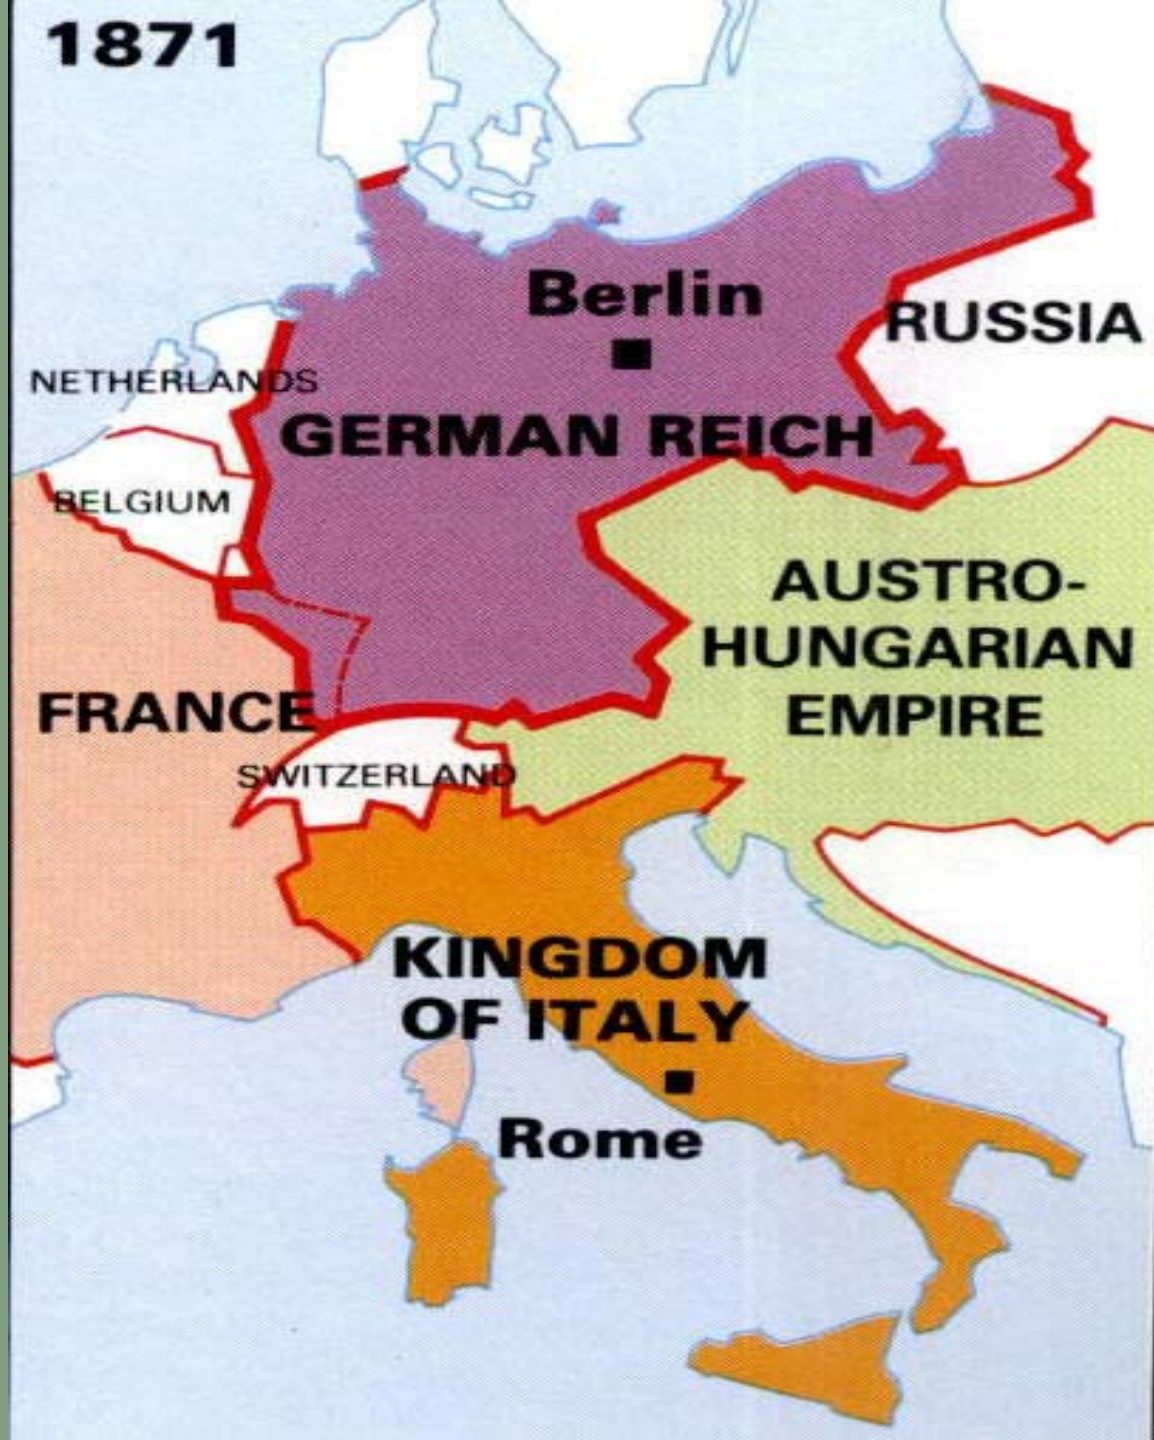 1871
Berlin
RUSSIA
NETHERLANDS
GERMAN REICH
BELGIUM
AUSTRO-
HUNGARIAN
EMPIRE
FRANCE
SWITZERLAND
KINGDOM
OF ITALY
Rome